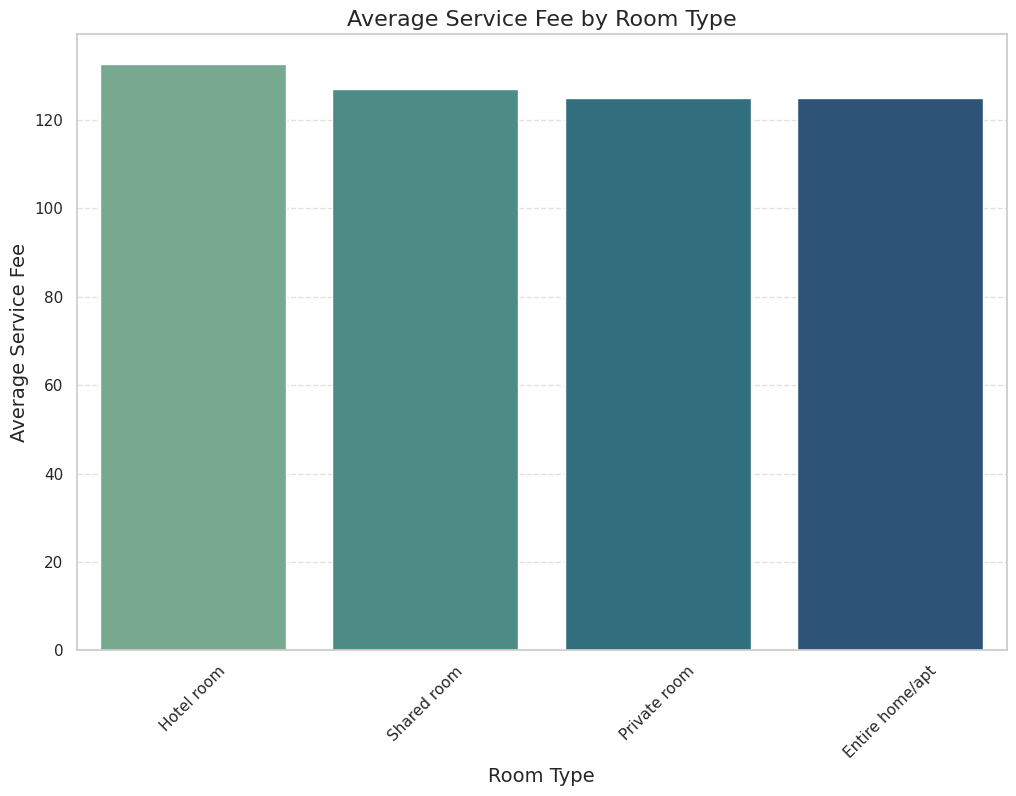 Average Service Fee by Room Type
Average Service Fee
120
100
80
60
40
20
0
Hotel room
Shared room
Private room
Entire home/apt
Room Type